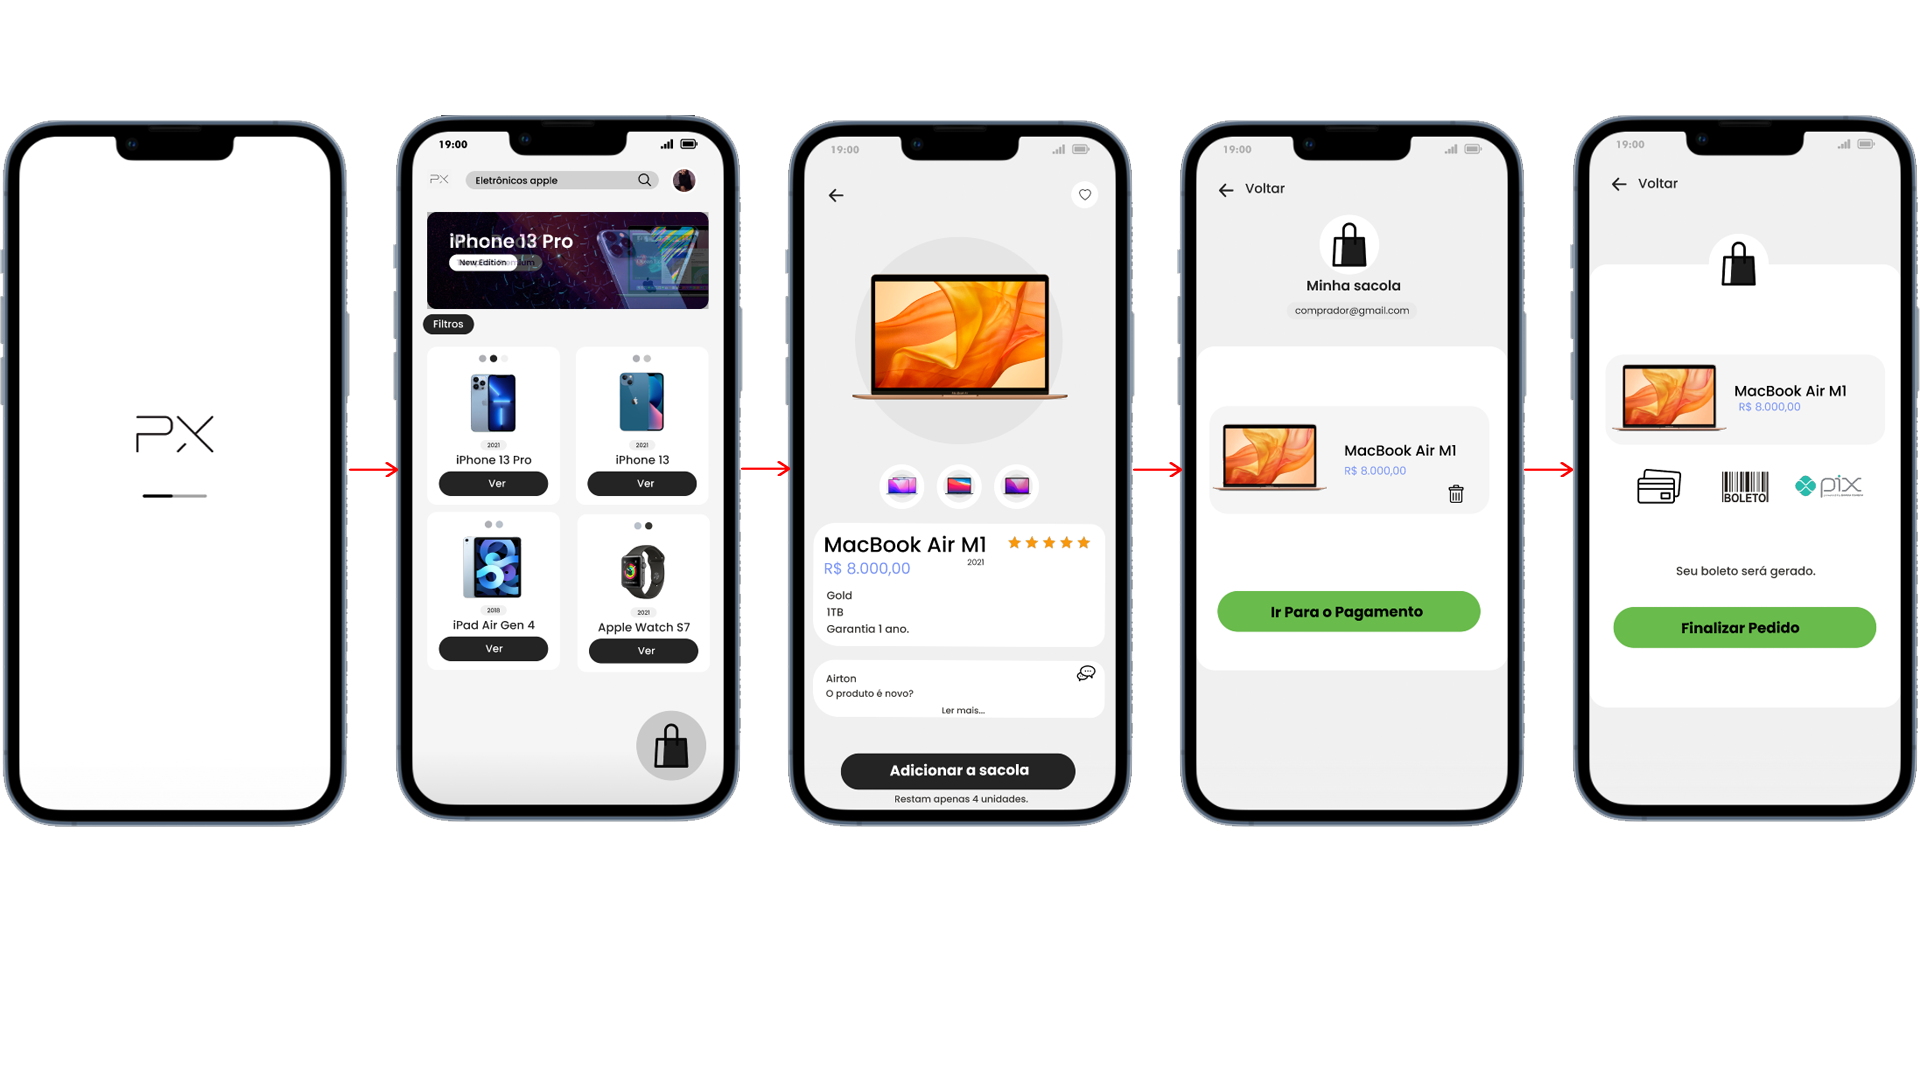 PX
19:00
PX
Eletrônicos apple
iPhone 13 Pro
New Edition
Filtros
2021
iPhone 13 Pro
Ver
2021
iPhone 13
Ver
2018
iPad Air Gen 4
Ver
2021
Apple Watch S7
Ver
19:00
MacBook Air M1
R$ 8.000,00
2021
Gold
1TB
Garantia 1 ano.
Airton
O produto é novo?
Ler mais...
Adicionar a sacola
Restam apenas 4 unidades.
19:00
Voltar
Minha sacola
comprador@gmail.com
MacBook Air M1
R$ 8.000,00
Ir Para o Pagamento
19:00
Voltar
MacBook Air M1
R$ 8.000,00
BOLETO
pix
Seu boleto será gerado.
Finalizar Pedido